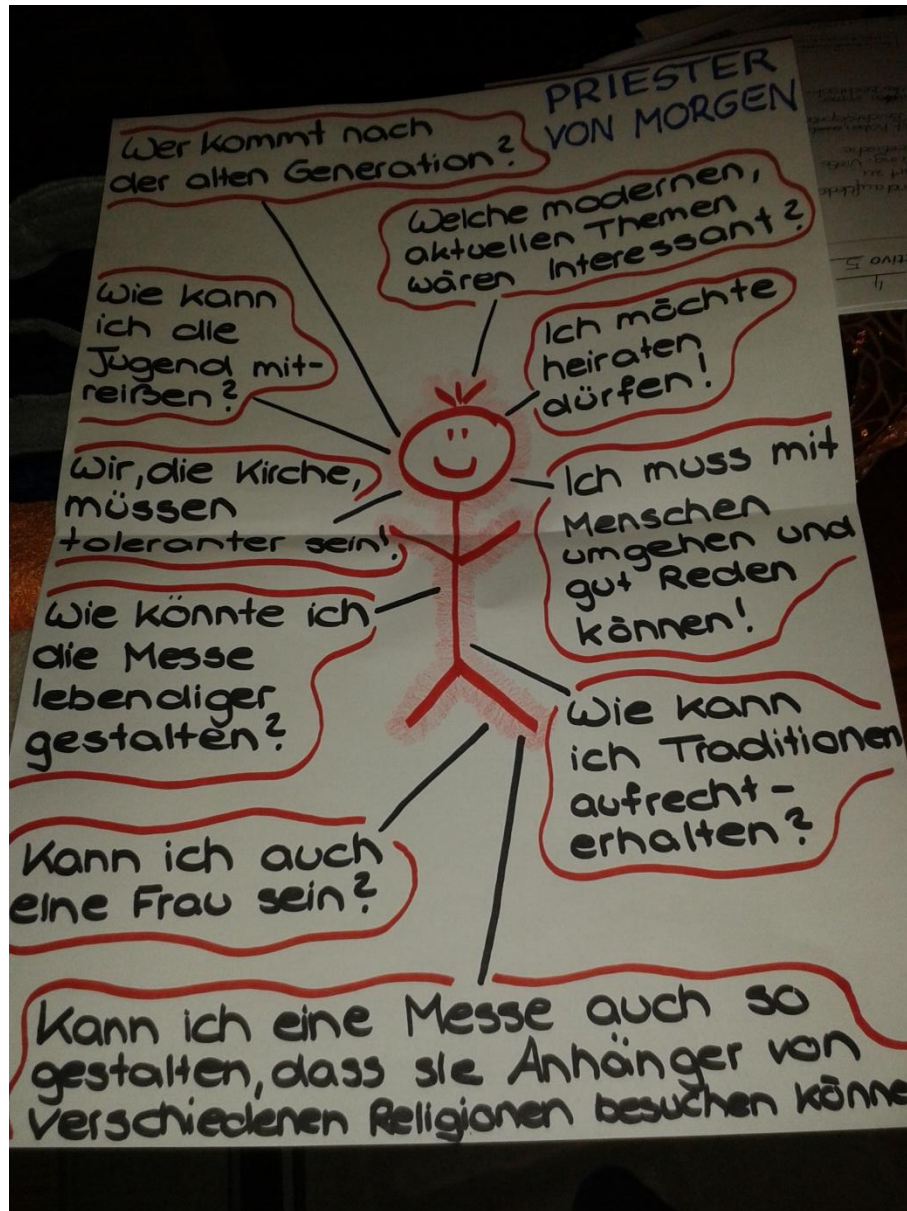 PRIESTER
VON MORGEN
Wer kommt nach
der alten Generation?
Welche modernen,
aktuellen Themen
wären Interessant?
Wie kann
ich die
Jugend mit-
reißen?
Ich möchte
heiraten
dürfen!
Wir, die Kirche,
müssen
toleranter sein!
Ich muss mit
Menschen
umgehen und
gut Reden
können!
Wie könnte ich
die Messe
lebendiger
gestalten?
Wie kann
ich Traditionen
aufrecht-
erhalten?
Kann ich auch
eine Frau sein?
Kann ich eine Messe auch so
gestalten, dass sie Anhänger von
verschiedenen Religionen besuchen könne